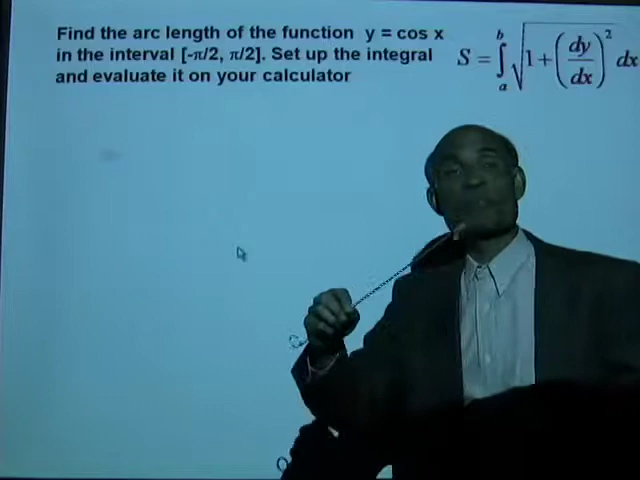 Find the arc length of the function y = cos x
in the interval [-π/2, π/2]. Set up the integral
and evaluate it on your calculator
S = ∫ₐᵇ √(1 + (dy/dx)²) dx